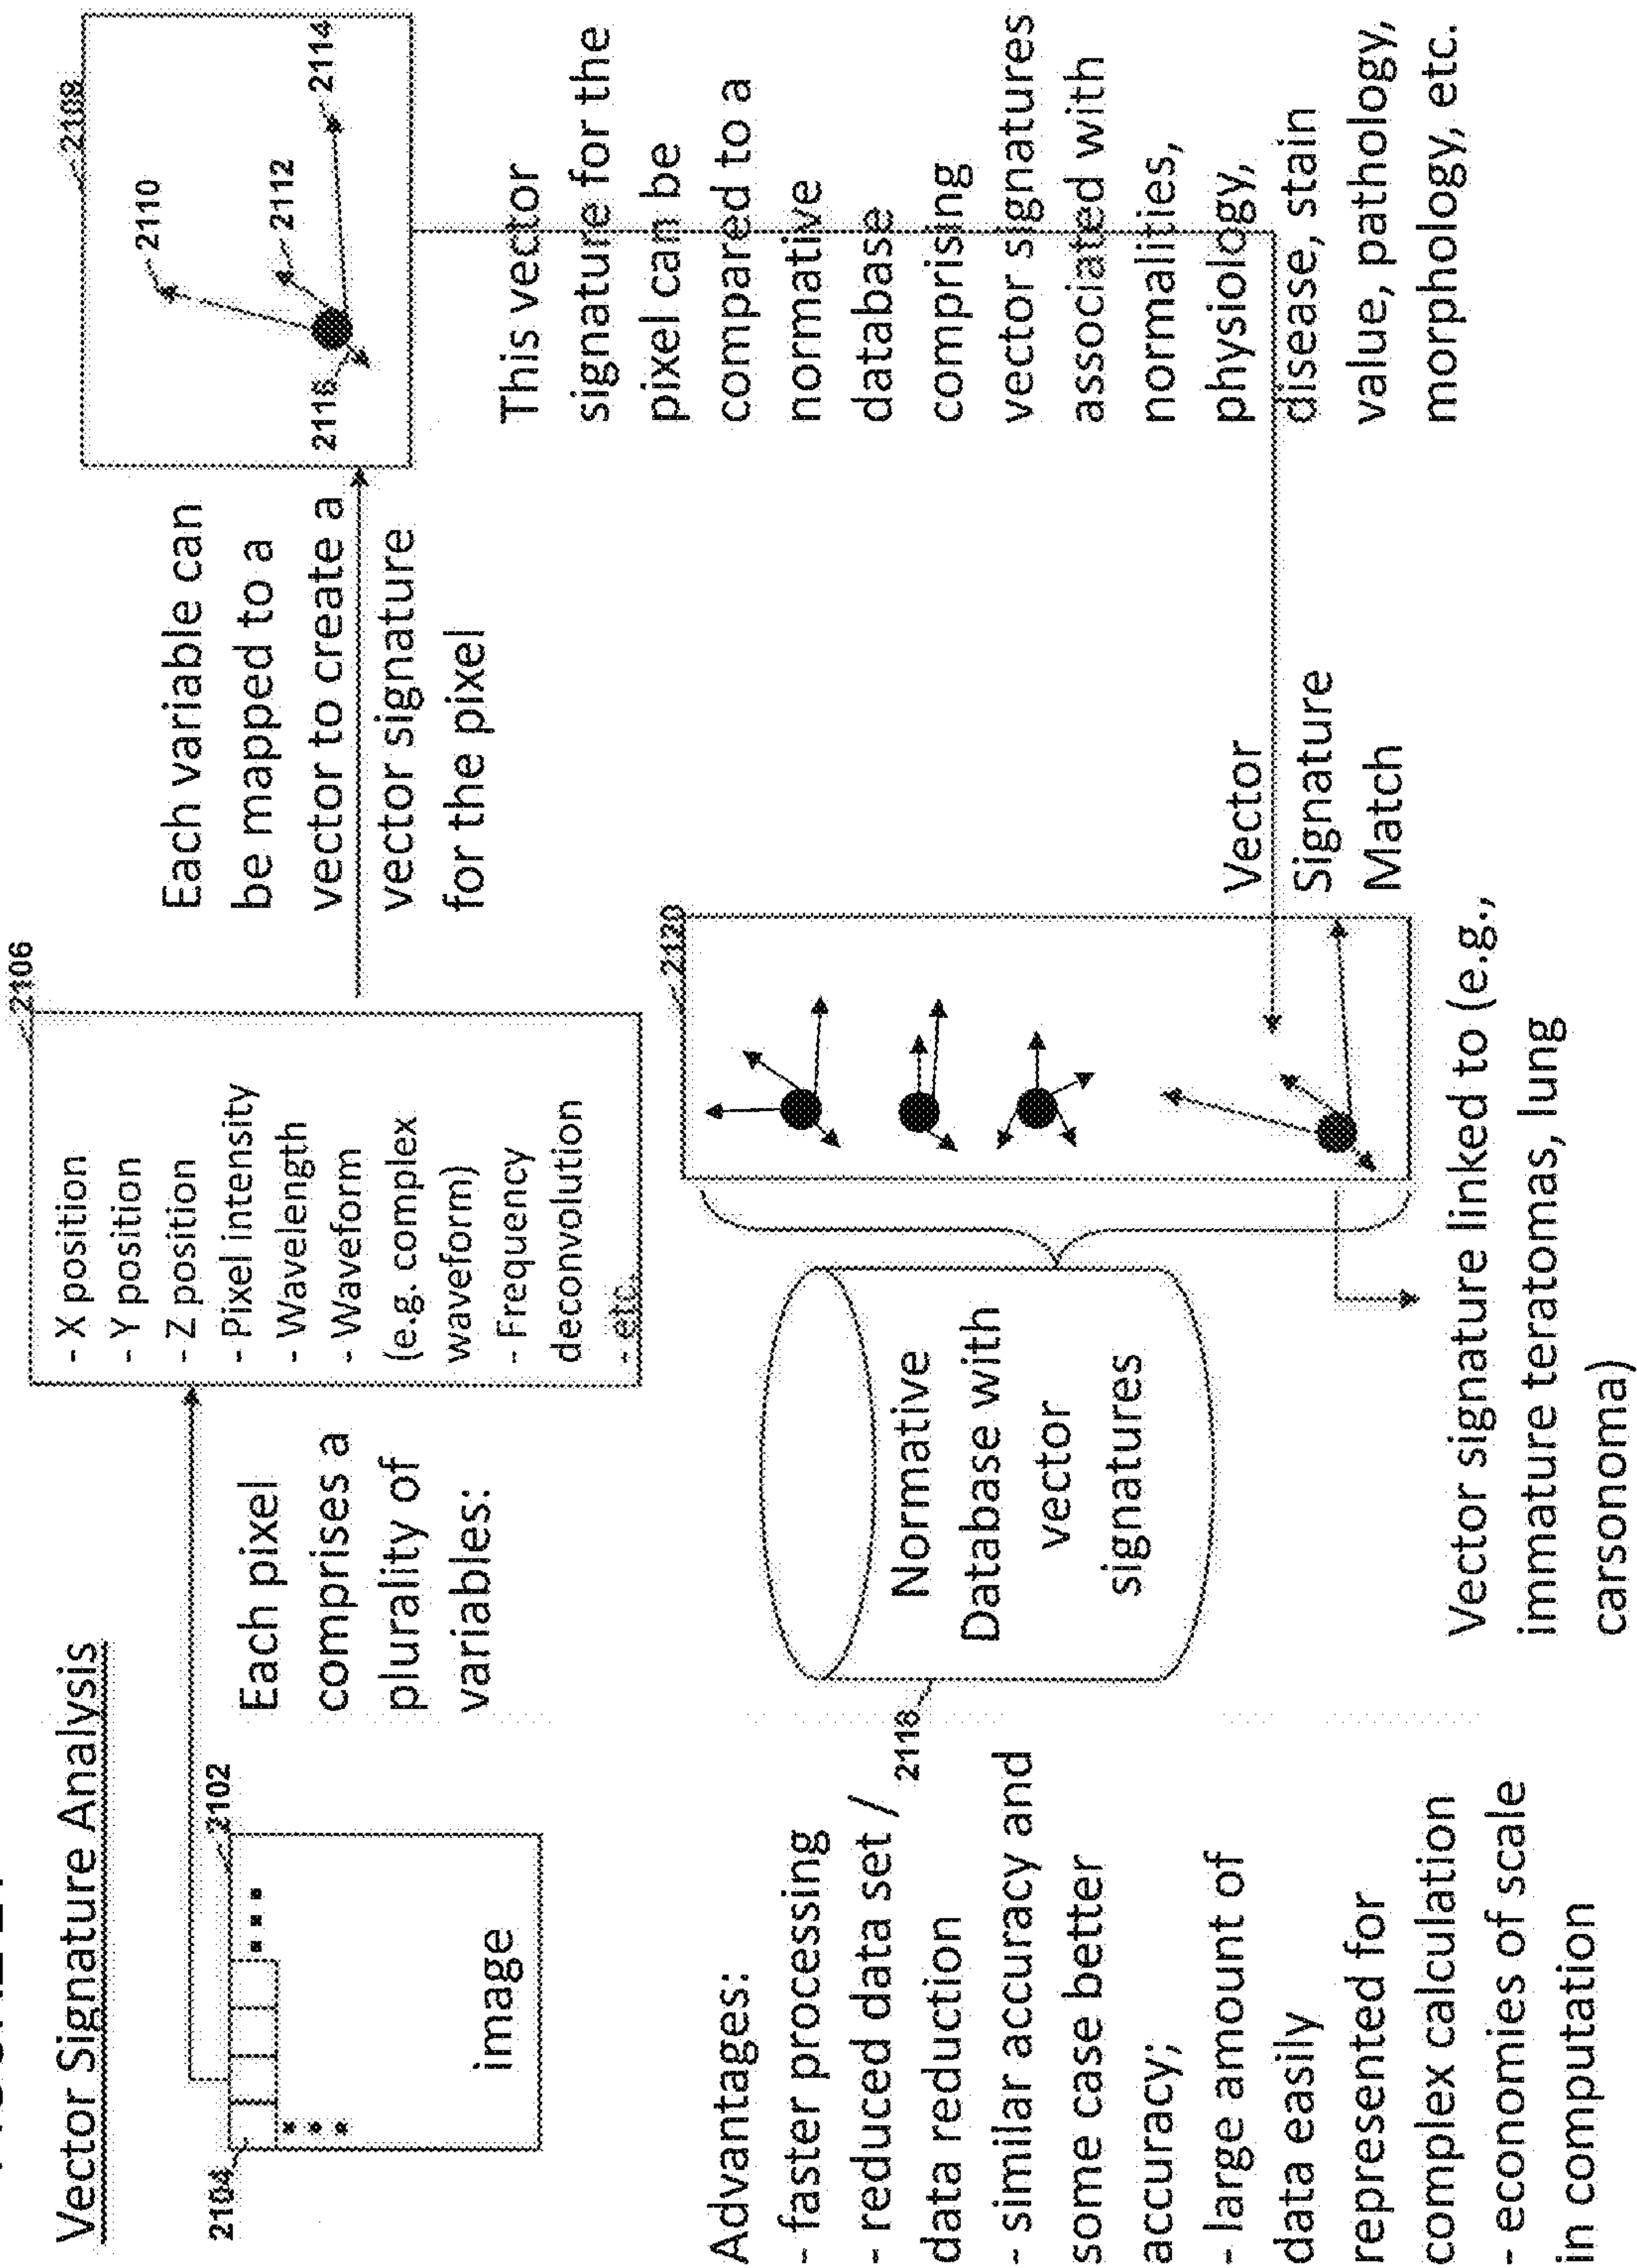 Vector Signature Analysis
2102
2104
image
Each pixel
comprises a
plurality of
variables:
2106
- X position
- Y position
- Z position
- Pixel intensity
- Wavelength
- Waveform
(e.g. complex
waveform)
- Frequency
deconvolution
- etc.
Each variable can
be mapped to a
vector to create a
vector signature
for the pixel
2110
2112
2114
2116
This vector
signature for the
pixel can be
compared to a
normative
database
comprising
vector signatures
associated with
normalities,
physiology,
disease, stain
value, pathology,
morphology, etc.
Advantages:
- faster processing
- reduced data set /
data reduction
- similar accuracy and
some case better
accuracy;
- large amount of
data easily
represented for
complex calculation
- economies of scale
in computation
2118
Normative
Database with
vector
signatures
2120
Vector
Signature
Match
Vector signature linked to (e.g.,
immature teratomas, lung
carsonoma)